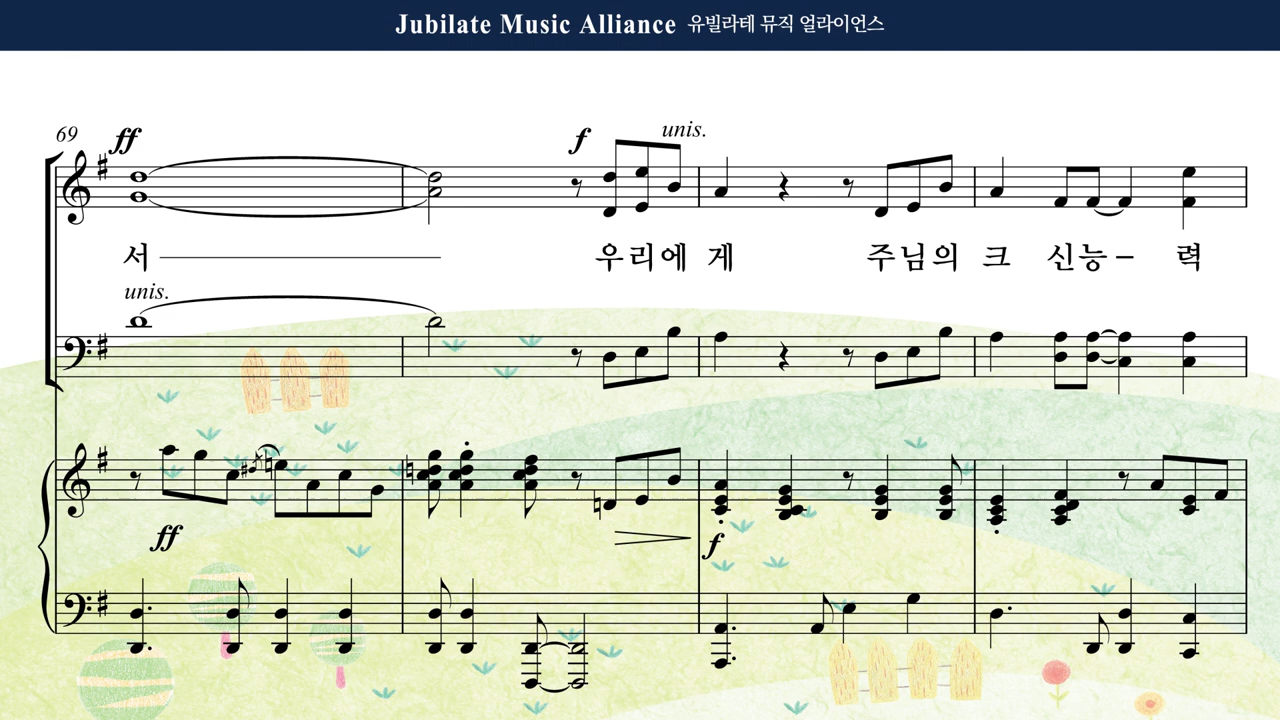 Jubilate Music Alliance 유빌라테 뮤직 얼라이언스
69 ff f unis.
서 우리에 게 주님의 크 신능– 력
unis.
ff f